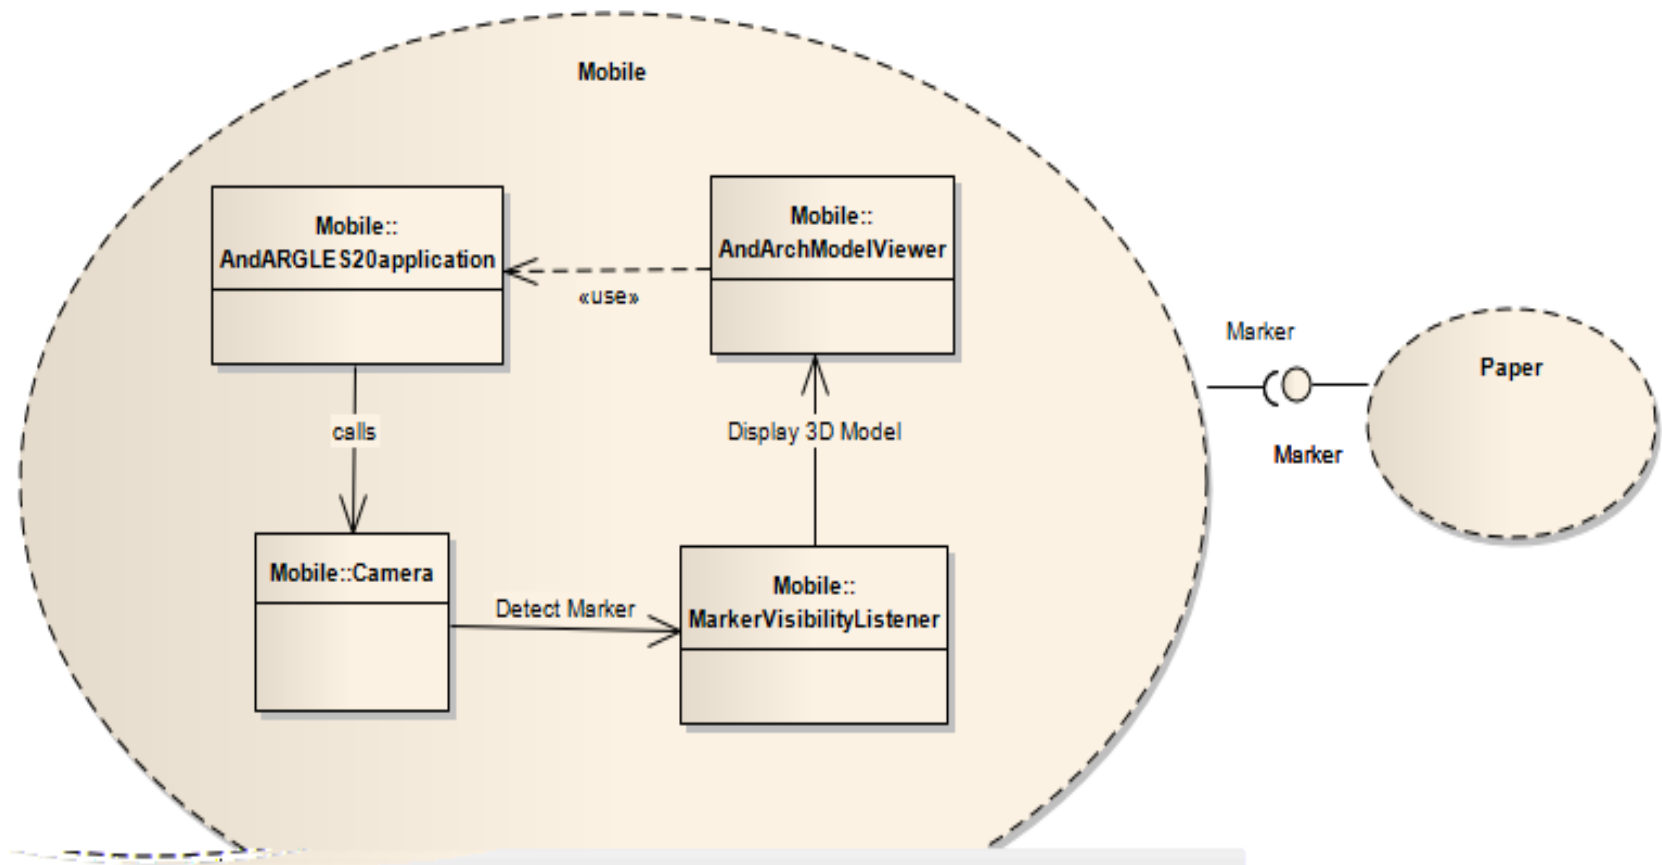 Mobile
Mobile::
AndARGLES20application
Mobile::
AndArchModelViewer
«use»
Marker
Paper
calls
Display 3D Model
Marker
Mobile::Camera
Detect Marker
Mobile::
MarkerVisibilityListener